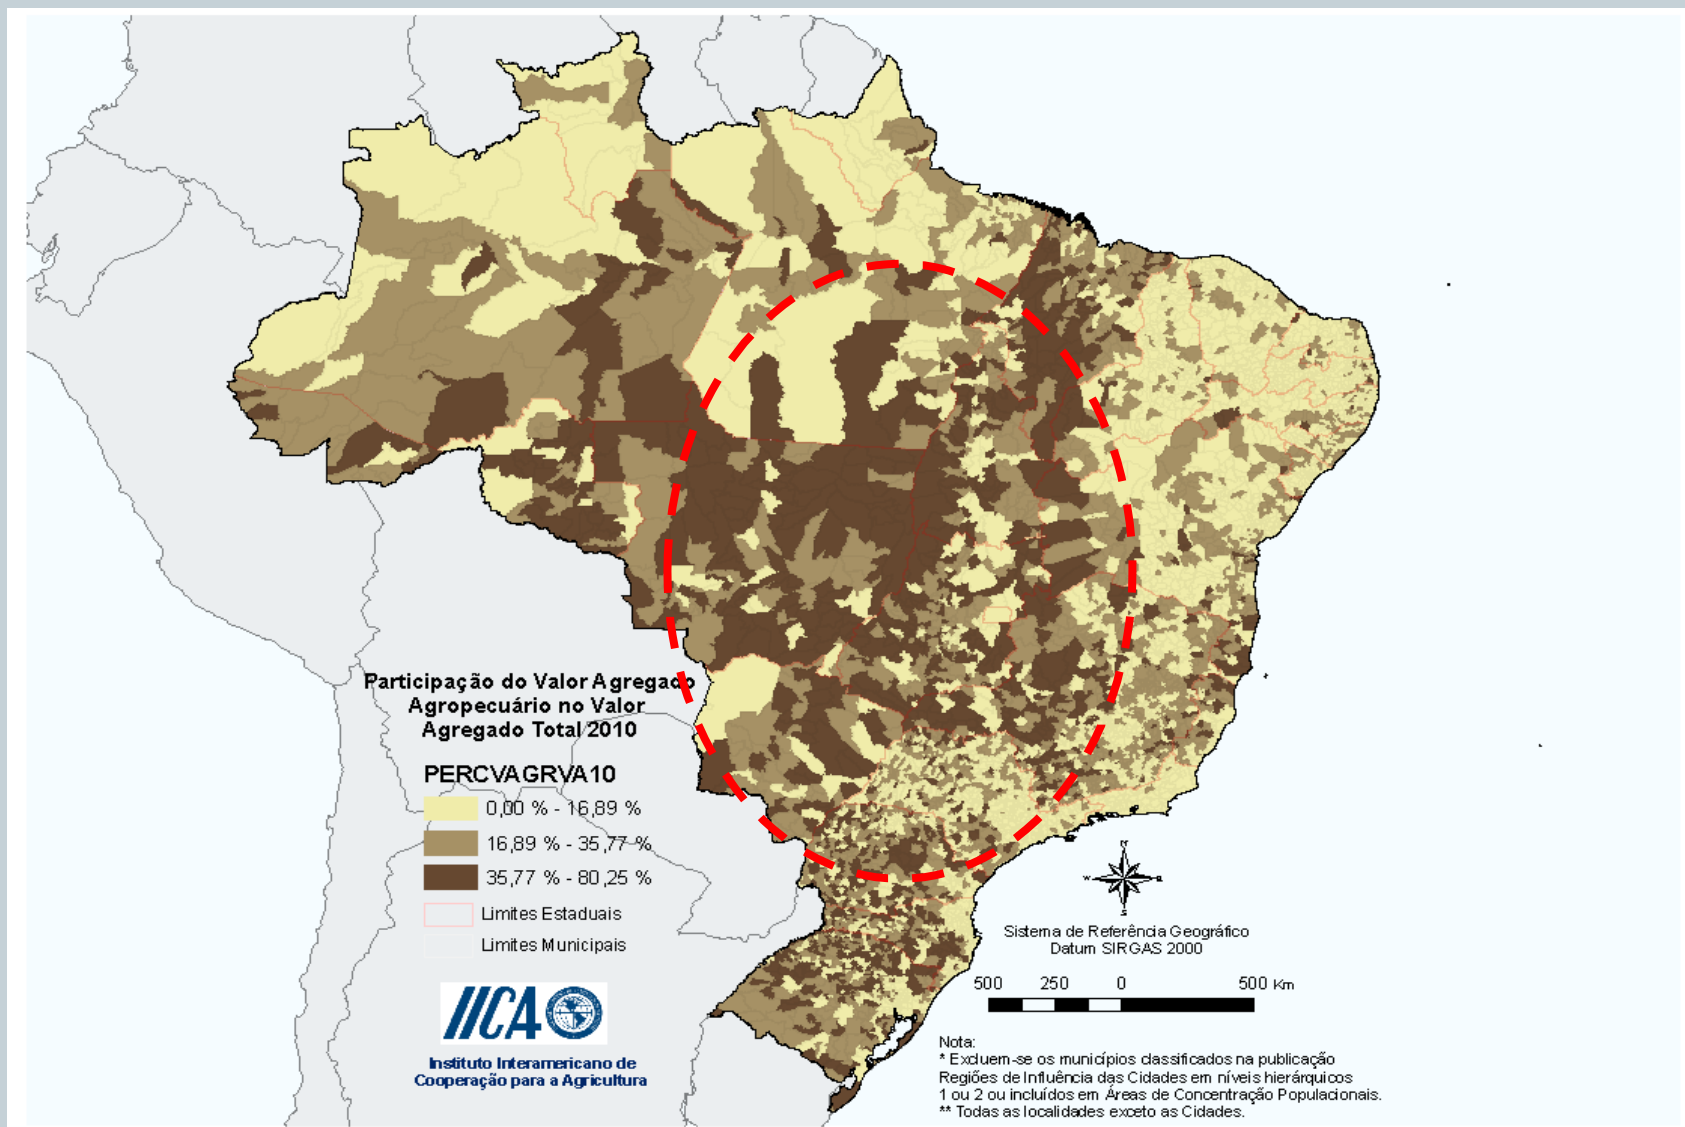 Participação do Valor Agregado
Agropecuário no Valor
Agregado Total 2010
PERCVAGRVA10
0,00 % - 16,89 %
16,89 % - 35,77 %
35,77 % - 80,25 %
Limites Estaduais
Limites Municipais
IICA
Instituto Interamericano de
Cooperação para a Agricultura
N
W E
S
Sistema de Referência Geográfico
Datum SIRGAS 2000
500 250 0 500 Km
Nota:
* Excluem-se os municípios classificados na publicação
Regiões de Influência das Cidades em níveis hierárquicos
1 ou 2 ou incluídos em Áreas de Concentração Populacionais.
** Todas as localidades exceto as Cidades.